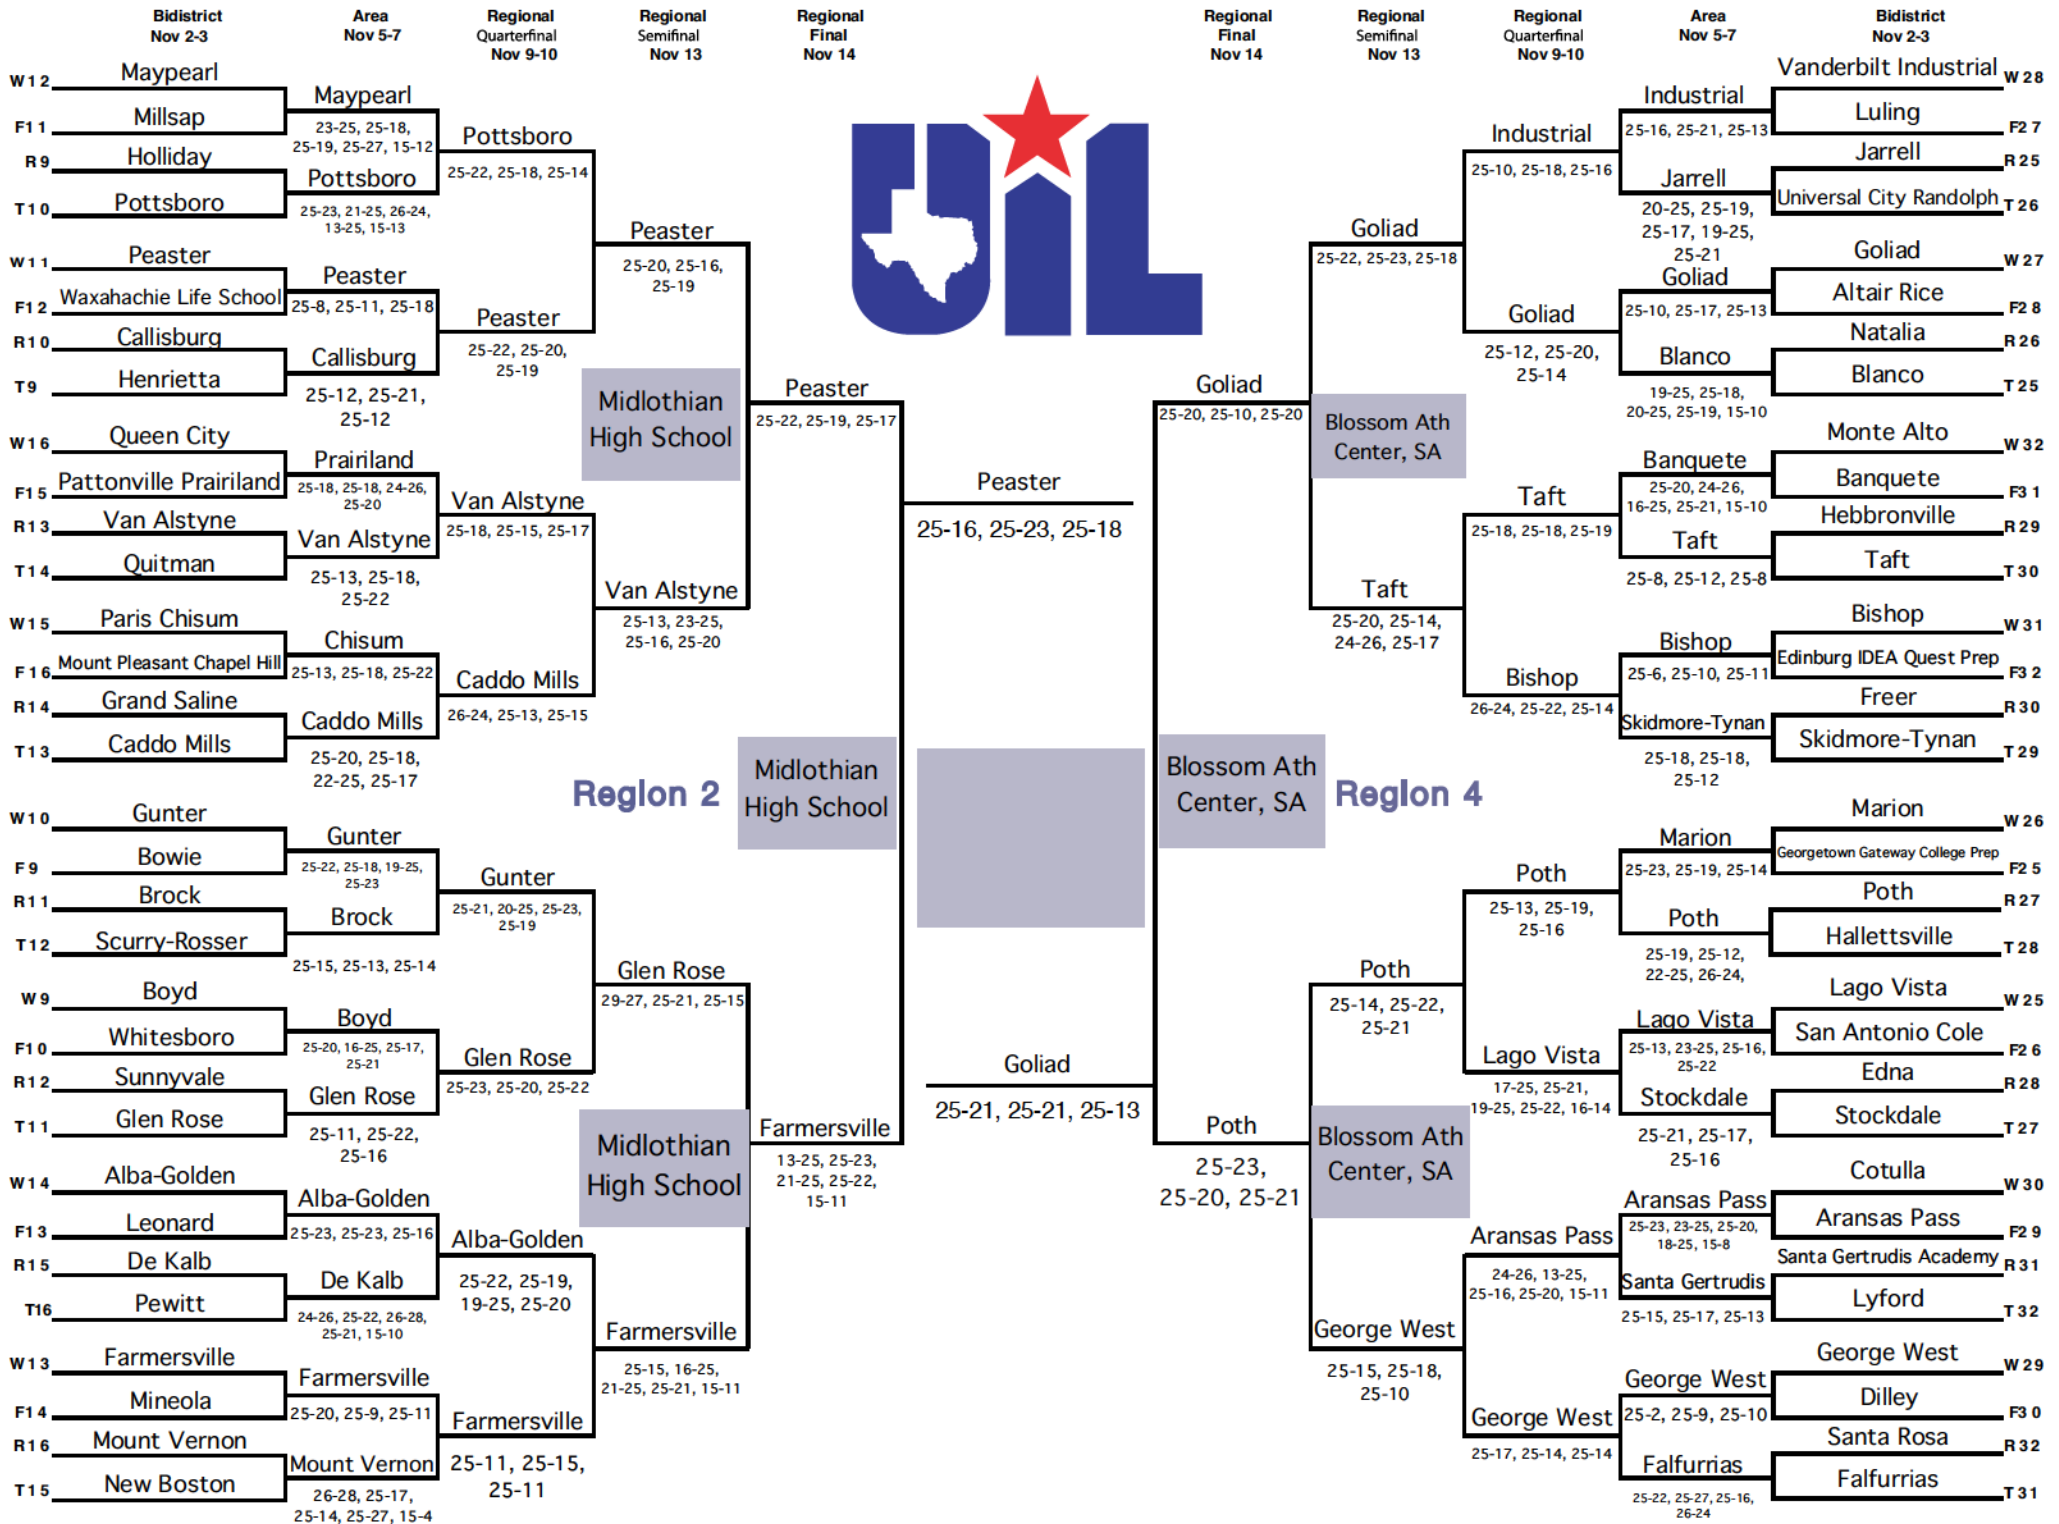 Bidistrict
Nov 2-3
Area
Nov 5-7
Regional
Quarterfinal
Nov 9-10
Regional
Semifinal
Nov 13
Regional
Final
Nov 14
Regional
Final
Nov 14
Regional
Semifinal
Nov 13
Regional
Quarterfinal
Nov 9-10
Area
Nov 5-7
Bidistrict
Nov 2-3
W12 Maypearl
F11 Millsap
R9 Holliday
T10 Pottsboro
W11 Peaster
F12 Waxahachie Life School
R10 Callisburg
T9 Henrietta
W16 Queen City
F15 Pattonville Prairiland
R13 Van Alstyne
T14 Quitman
W15 Paris Chisum
F16 Mount Pleasant Chapel Hill
R14 Grand Saline
T13 Caddo Mills
W10 Gunter
F9 Bowie
R11 Brock
T12 Scurry-Rosser
W9 Boyd
F10 Whitesboro
R12 Sunnyvale
T11 Glen Rose
W14 Alba-Golden
F13 Leonard
R15 De Kalb
T16 Pewitt
W13 Farmersville
F14 Mineola
R16 Mount Vernon
T15 New Boston
Maypearl
23-25, 25-18,
25-19, 25-27, 15-12
Pottsboro
25-23, 21-25, 26-24,
13-25, 15-13
Peaster
25-8, 25-11, 25-18
Callisburg
25-12, 25-21,
25-12
Prairiland
25-18, 25-18, 24-26,
25-20
Van Alstyne
25-13, 25-18,
25-22
Chisum
25-13, 25-18, 25-22
Caddo Mills
25-20, 25-18,
22-25, 25-17
Gunter
25-22, 25-18, 19-25,
25-23
Brock
25-15, 25-13, 25-14
Boyd
25-20, 16-25, 25-17,
25-21
Glen Rose
25-11, 25-22,
25-16
Alba-Golden
25-23, 25-23, 25-16
De Kalb
24-26, 25-22, 26-28,
25-21, 15-10
Farmersville
25-20, 25-9, 25-11
Mount Vernon
26-28, 25-17,
25-14, 25-27, 15-4
Pottsboro
25-22, 25-18, 25-14
Peaster
25-22, 25-20,
25-19
Van Alstyne
25-18, 25-15, 25-17
Caddo Mills
26-24, 25-13, 25-15
Gunter
25-21, 20-25, 25-23,
25-19
Glen Rose
25-23, 25-20, 25-22
Alba-Golden
25-22, 25-19,
19-25, 25-20
Farmersville
25-11, 25-15,
25-11
Peaster
25-20, 25-16,
25-19
Midlothian
High School
Van Alstyne
25-13, 23-25,
25-16, 25-20
Region 2
Glen Rose
29-27, 25-21, 25-15
Midlothian
High School
Farmersville
25-15, 16-25,
21-25, 25-21, 15-11
Peaster
25-22, 25-19, 25-17
Midlothian
High School
Farmersville
13-25, 25-23,
21-25, 25-22,
15-11
UIL
Peaster
25-16, 25-23, 25-18
Goliad
25-21, 25-21, 25-13
Goliad
25-20, 25-10, 25-20
Blossom Ath
Center, SA
Poth
25-23,
25-20, 25-21
Goliad
25-22, 25-23, 25-18
Blossom Ath
Center, SA
Taft
25-20, 25-14,
24-26, 25-17
Region 4
Poth
25-14, 25-22,
25-21
Blossom Ath
Center, SA
George West
25-15, 25-18,
25-10
Industrial
25-10, 25-18, 25-16
Goliad
25-12, 25-20,
25-14
Taft
25-18, 25-18, 25-19
Bishop
26-24, 25-22, 25-14
Poth
25-13, 25-19,
25-16
Lago Vista
17-25, 25-21,
19-25, 25-22, 16-14
Aransas Pass
24-26, 13-25,
25-16, 25-20, 15-11
George West
25-17, 25-14, 25-14
Industrial
25-16, 25-21, 25-13
Jarrell
20-25, 25-19,
25-17, 19-25,
25-21
Goliad
25-10, 25-17, 25-13
Blanco
19-25, 25-18,
20-25, 25-19, 15-10
Banquete
25-20, 24-26,
16-25, 25-21, 15-10
Taft
25-8, 25-12, 25-8
Bishop
25-6, 25-10, 25-11
Skidmore-Tynan
25-18, 25-18,
25-12
Marion
25-23, 25-19, 25-14
Poth
25-19, 25-12,
22-25, 26-24,
Lago Vista
25-13, 23-25, 25-16,
25-22
Stockdale
25-21, 25-17,
25-16
Aransas Pass
25-23, 23-25, 25-20,
18-25, 15-8
Santa Gertrudis
25-15, 25-17, 25-13
George West
25-2, 25-9, 25-10
Falfurrias
25-22, 25-27, 25-16,
26-24
Vanderbilt Industrial W28
Luling F27
Jarrell R25
Universal City Randolph T26
Goliad W27
Altair Rice F28
Natalia R26
Blanco T25
Monte Alto W32
Banquete F31
Hebbronville R29
Taft T30
Bishop W31
Edinburg IDEA Quest Prep F32
Freer R30
Skidmore-Tynan T29
Marion W26
Georgetown Gateway College Prep F25
Poth R27
Hallettsville T28
Lago Vista W25
San Antonio Cole F26
Edna R28
Stockdale T27
Cotulla W30
Aransas Pass F29
Santa Gertrudis Academy R31
Lyford T32
George West W29
Dilley F30
Santa Rosa R32
Falfurrias T31